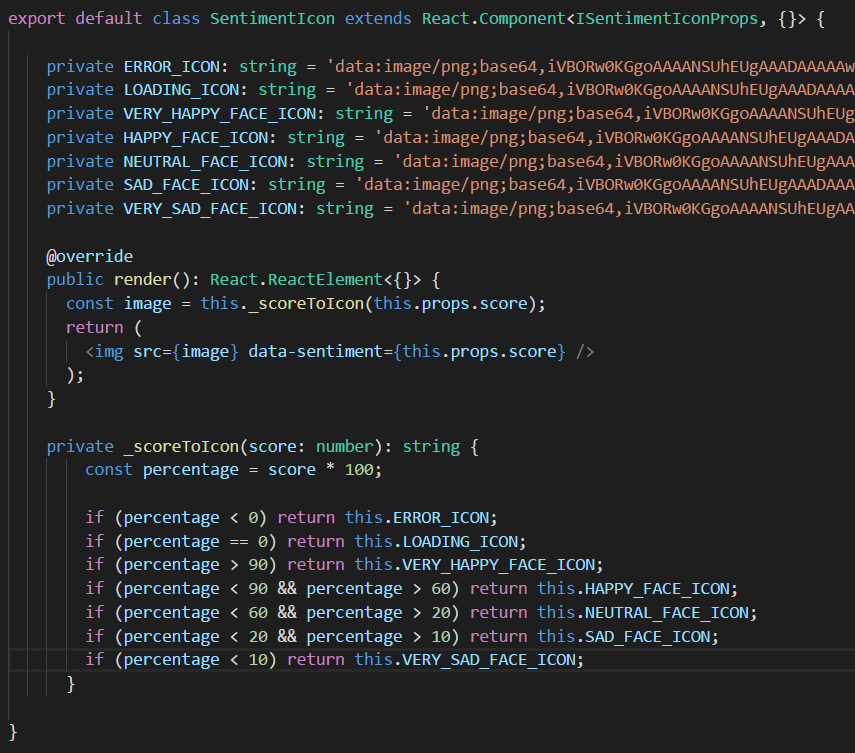 export default class SentimentIcon extends React.Component<ISentimentIconProps, {}> {
private ERROR_ICON: string = 'data:image/png;base64,iVBORw0KGgoAAAANSUhEUgAAADAAAAAw
private LOADING_ICON: string = 'data:image/png;base64,iVBORw0KGgoAAAANSUhEUgAAADAAAA
private VERY_HAPPY_FACE_ICON: string = 'data:image/png;base64,iVBORw0KGgoAAAANSUhEUg
private HAPPY_FACE_ICON: string = 'data:image/png;base64,iVBORw0KGgoAAAANSUhEUgAAADA
private NEUTRAL_FACE_ICON: string = 'data:image/png;base64,iVBORw0KGgoAAAANSUhEUgAAA
private SAD_FACE_ICON: string = 'data:image/png;base64,iVBORw0KGgoAAAANSUhEUgAAADAAA
private VERY_SAD_FACE_ICON: string = 'data:image/png;base64,iVBORw0KGgoAAAANSUhEUgAA
@override
public render(): React.ReactElement<{}> {
const image = this._scoreToIcon(this.props.score);
return (
<img src={image} data-sentiment={this.props.score} />
);
}
private _scoreToIcon(score: number): string {
const percentage = score * 100;
if (percentage < 0) return this.ERROR_ICON;
if (percentage == 0) return this.LOADING_ICON;
if (percentage > 90) return this.VERY_HAPPY_FACE_ICON;
if (percentage < 90 && percentage > 60) return this.HAPPY_FACE_ICON;
if (percentage < 60 && percentage > 20) return this.NEUTRAL_FACE_ICON;
if (percentage < 20 && percentage > 10) return this.SAD_FACE_ICON;
if (percentage < 10) return this.VERY_SAD_FACE_ICON;
}
}